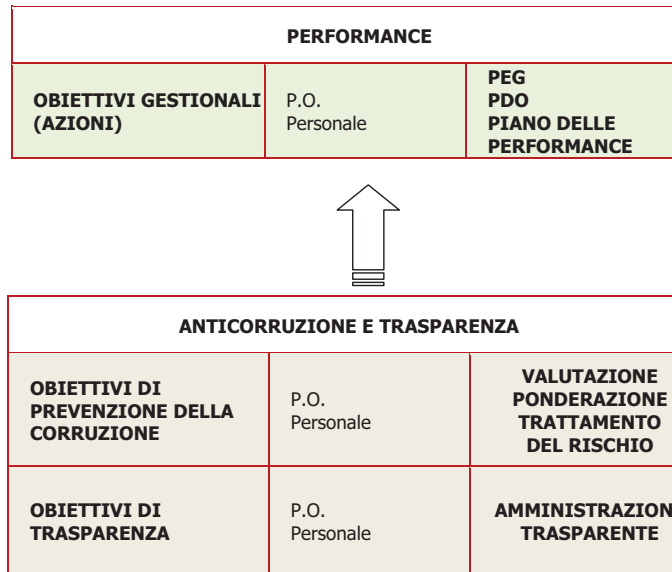 PERFORMANCE
OBIETTIVI GESTIONALI
(AZIONI)
P.O.
Personale
PEG
PDO
PIANO DELLE
PERFORMANCE
ANTICORRUZIONE E TRASPARENZA
OBIETTIVI DI
PREVENZIONE DELLA
CORRUZIONE
P.O.
Personale
VALUTAZIONE
PONDERAZIONE
TRATTAMENTO
DEL RISCHIO
OBIETTIVI DI
TRASPARENZA
P.O.
Personale
AMMINISTRAZION
TRASPARENTE